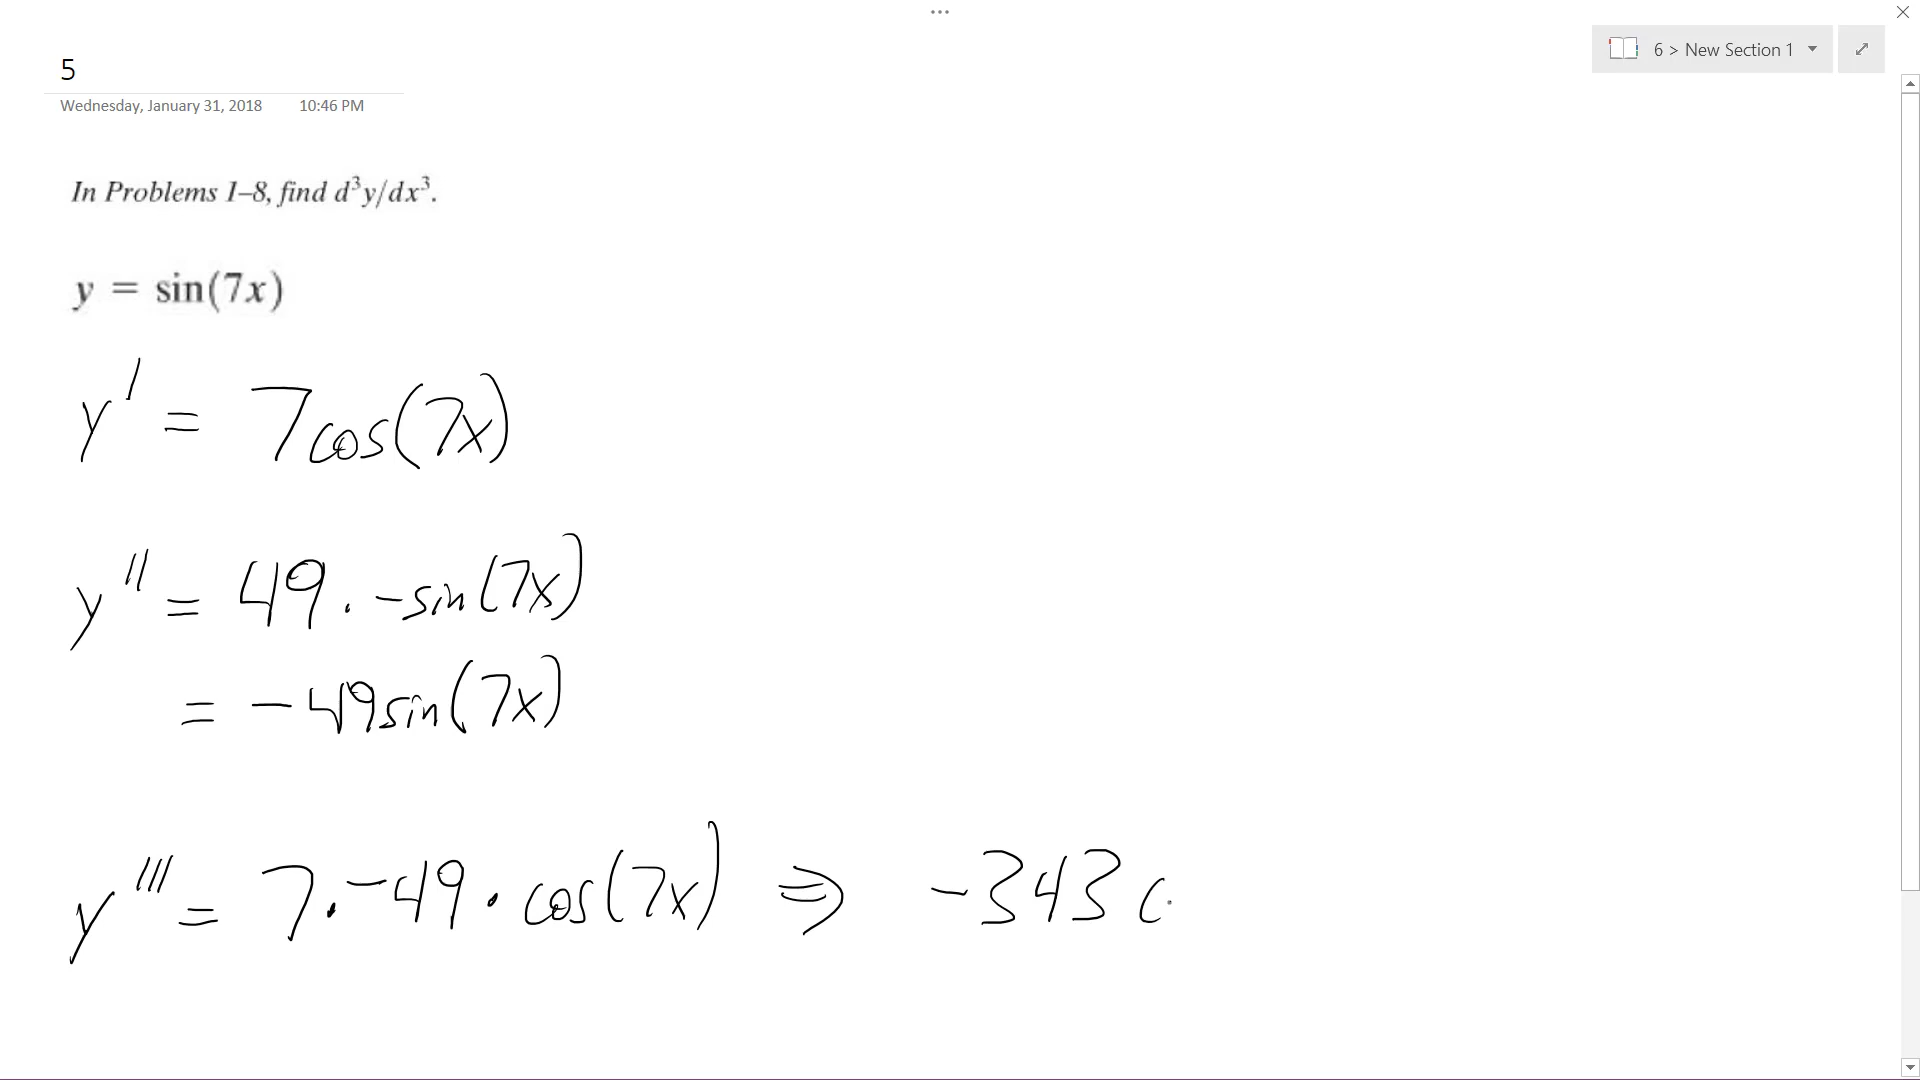 ...
6 > New Section 1
5
Wednesday, January 31, 2018 10:46 PM
In Problems 1–8, find d³y/dx³.
y = sin(7x)
y' = 7cos(7x)
y'' = 49 · -sin(7x)
= -49sin(7x)
y''' = 7 · -49 · cos(7x) ⇒ -343 c